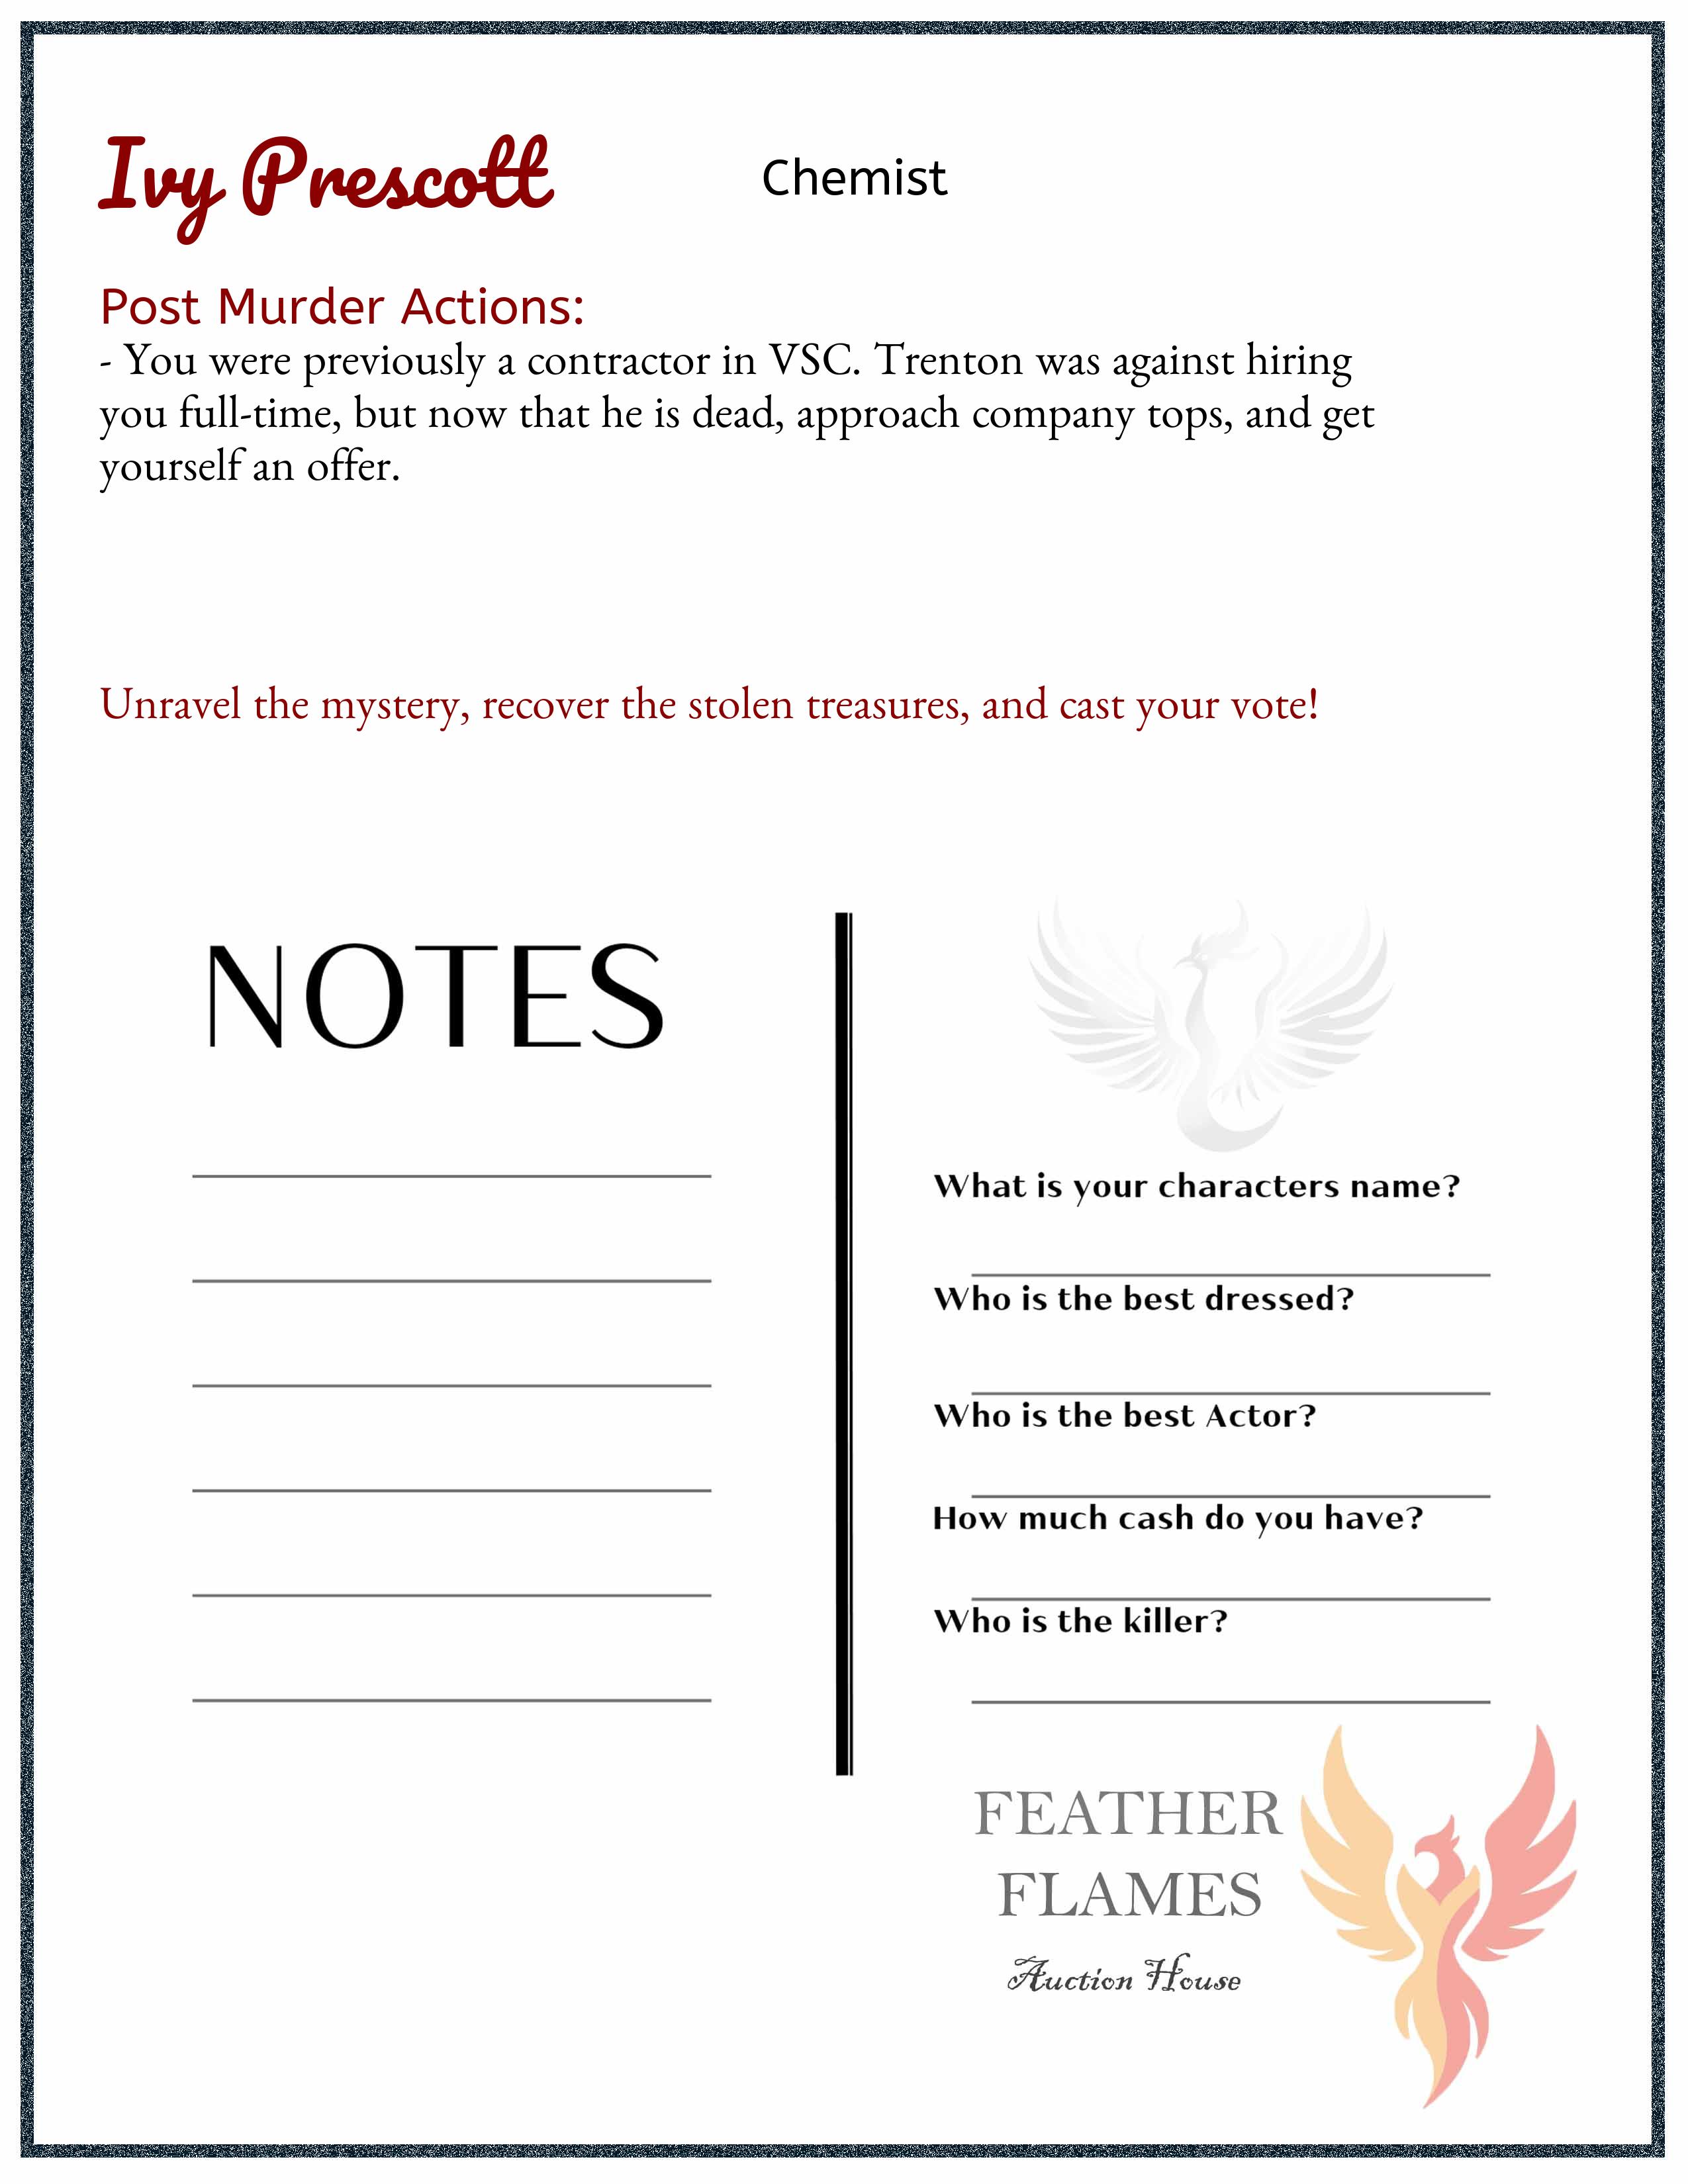 Ivy Prescott
Chemist
Post Murder Actions:
- You were previously a contractor in VSC. Trenton was against hiring
you full-time, but now that he is dead, approach company tops, and get
yourself an offer.
Unravel the mystery, recover the stolen treasures, and cast your vote!
NOTES
What is your characters name?
Who is the best dressed?
Who is the best Actor?
How much cash do you have?
Who is the killer?
FEATHER
FLAMES
Auction House